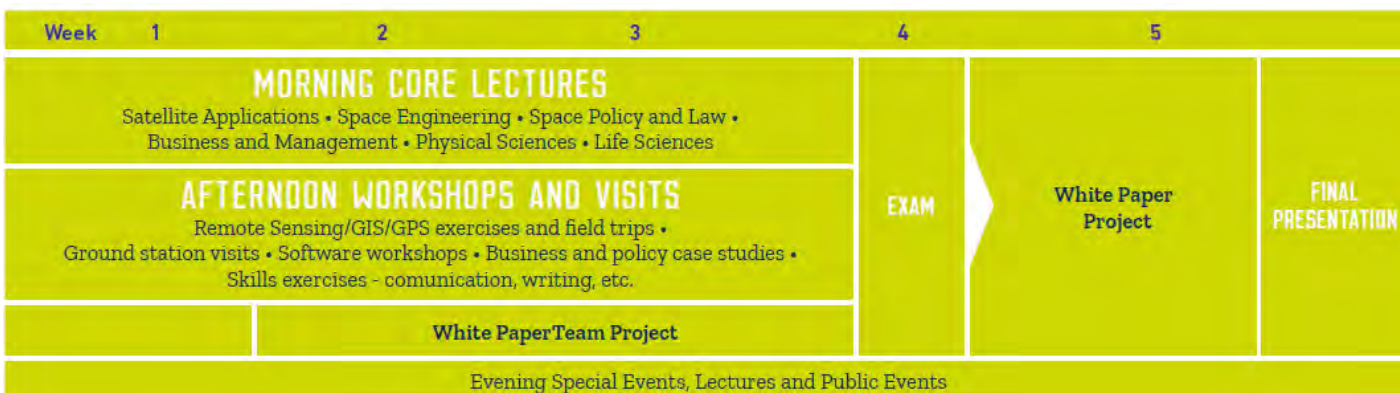 Week 1 2 3 4 5
MORNING CORE LECTURES
Satellite Applications • Space Engineering • Space Policy and Law •
Business and Management • Physical Sciences • Life Sciences
AFTERNOON WORKSHOPS AND VISITS
Remote Sensing/GIS/GPS exercises and field trips •
Ground station visits • Software workshops • Business and policy case studies •
Skills exercises - comunication, writing, etc.
White PaperTeam Project
EXAM
White Paper
Project
FINAL
PRESENTATION
Evening Special Events, Lectures and Public Events